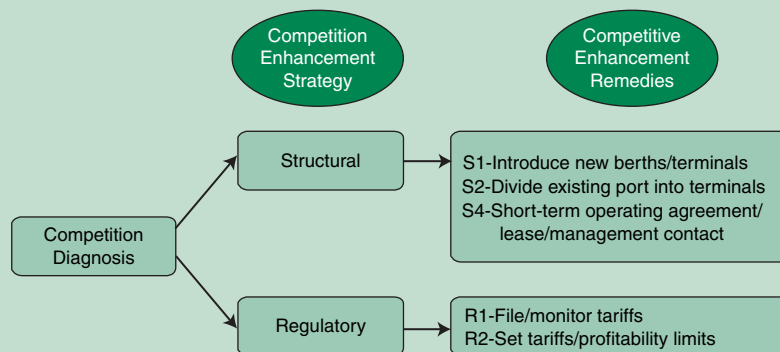 Competition
Enhancement
Strategy
Competitive
Enhancement
Remedies
Competition
Diagnosis
Structural
S1-Introduce new berths/terminals
S2-Divide existing port into terminals
S4-Short-term operating agreement/
lease/management contact
Regulatory
R1-File/monitor tariffs
R2-Set tariffs/profitability limits